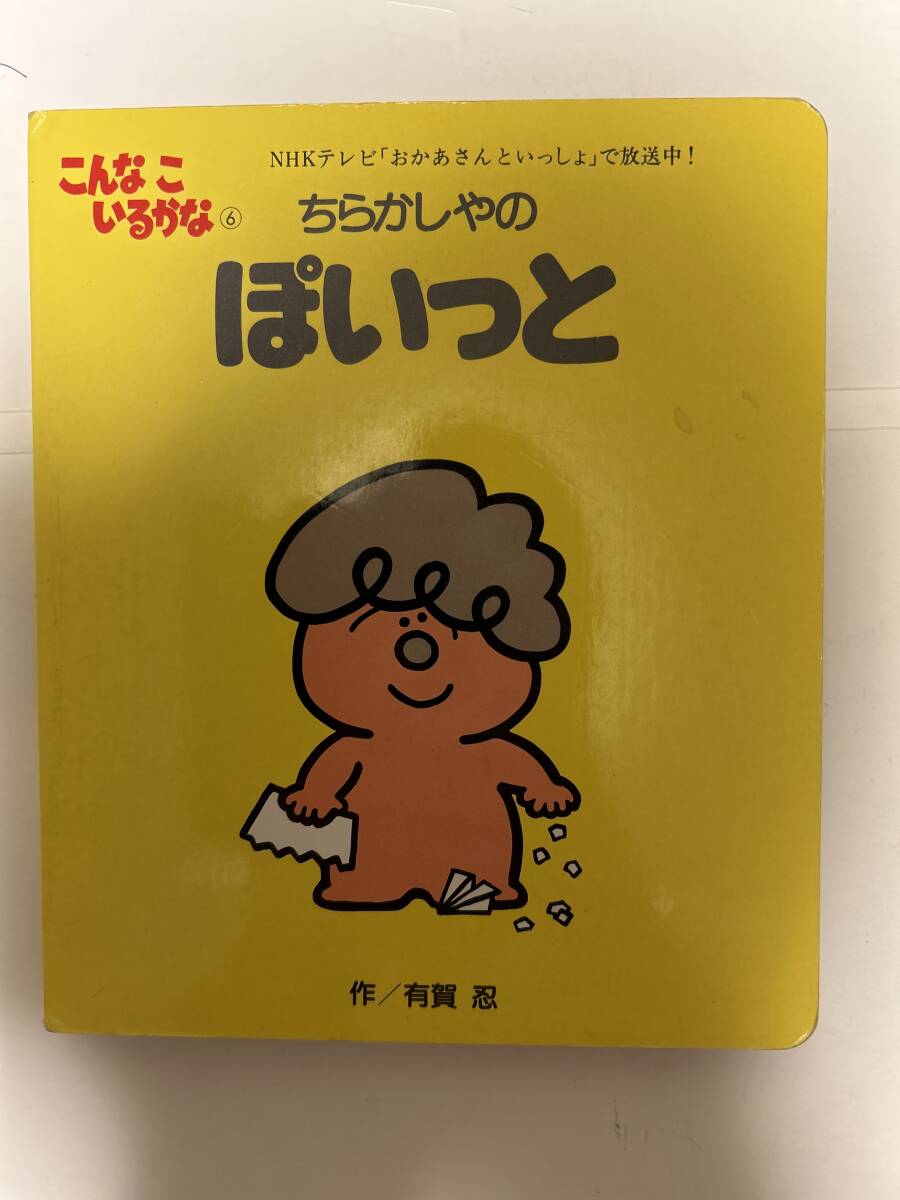 NHKテレビ「おかあさんといっしょ」で放送中!
こんな こ
いるかな⑥
ちらかしやの
ぽいっと
作/有賀 忍